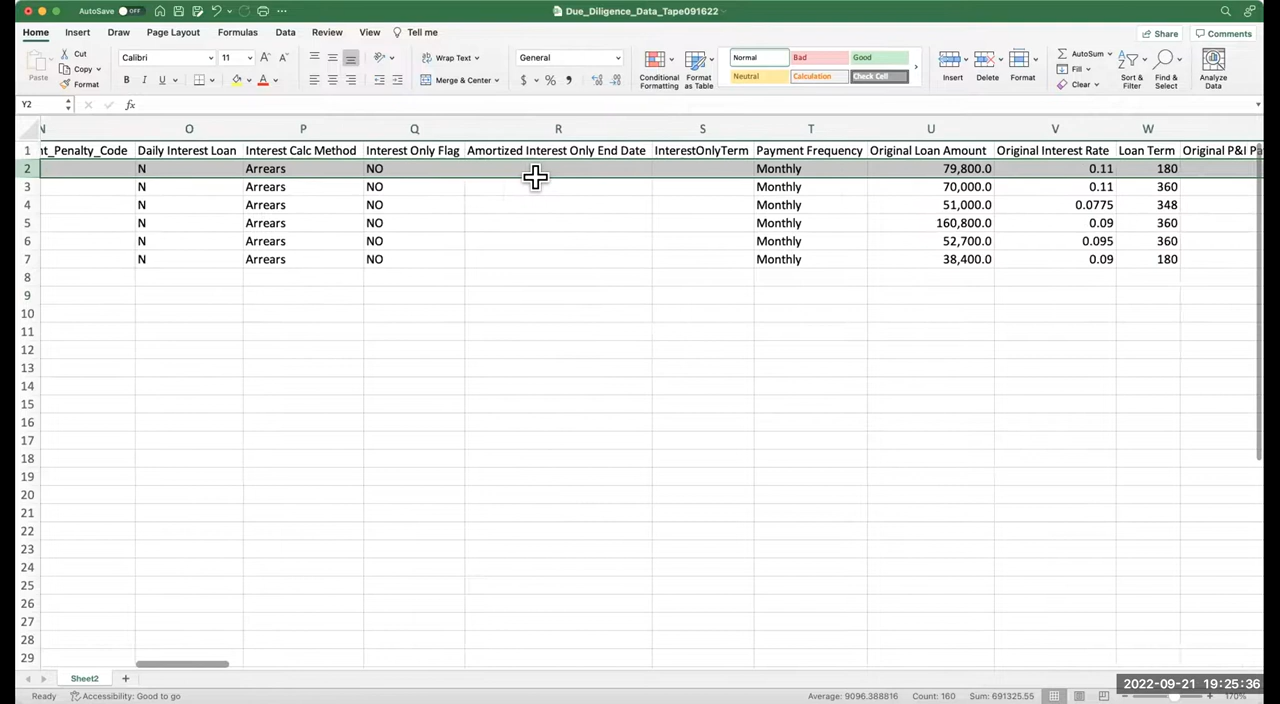 AutoSave OFF Due_Diligence_Data_Tape091622
Home Insert Draw Page Layout Formulas Data Review View Tell me Share Comments
Paste Cut Copy Format Calibri 11 Wrap Text General Normal Bad Good AutoSum Fill Clear
B I U Merge & Center Neutral Calculation Check Cell
Conditional Formatting Format as Table Insert Delete Format Sort & Filter Find & Select Analyze Data
Y2 fx
N O P Q R S T U V W
1 nt_Penalty_Code Daily Interest Loan Interest Calc Method Interest Only Flag Amortized Interest Only End Date InterestOnlyTerm Payment Frequency Original Loan Amount Original Interest Rate Loan Term Original P&I Pa
2 N Arrears NO Monthly 79,800.0 0.11 180
3 N Arrears NO Monthly 70,000.0 0.11 360
4 N Arrears NO Monthly 51,000.0 0.0775 348
5 N Arrears NO Monthly 160,800.0 0.09 360
6 N Arrears NO Monthly 52,700.0 0.095 360
7 N Arrears NO Monthly 38,400.0 0.09 180
8
9
10
11
12
13
14
15
16
17
18
19
20
21
22
23
24
25
26
27
28
29
Sheet2
2022-09-21 19:25:36
Ready Accessibility: Good to go Average: 9096.388816 Count: 160 Sum: 691325.55 170%